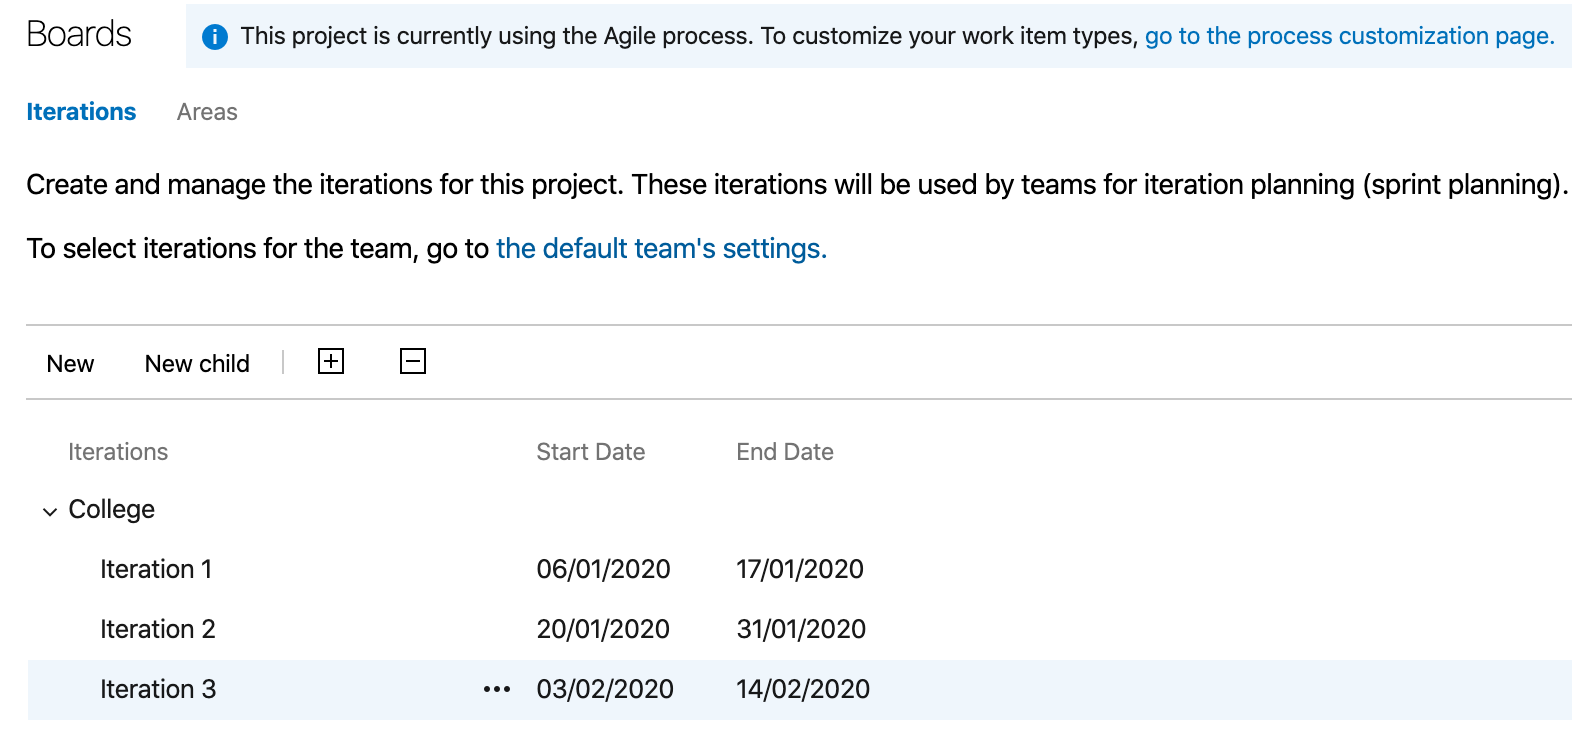 Boards
This project is currently using the Agile process. To customize your work item types, go to the process customization page.
Iterations Areas
Create and manage the iterations for this project. These iterations will be used by teams for iteration planning (sprint planning).
To select iterations for the team, go to the default team's settings.
New New child
Iterations Start Date End Date
College
Iteration 1 06/01/2020 17/01/2020
Iteration 2 20/01/2020 31/01/2020
Iteration 3 ••• 03/02/2020 14/02/2020